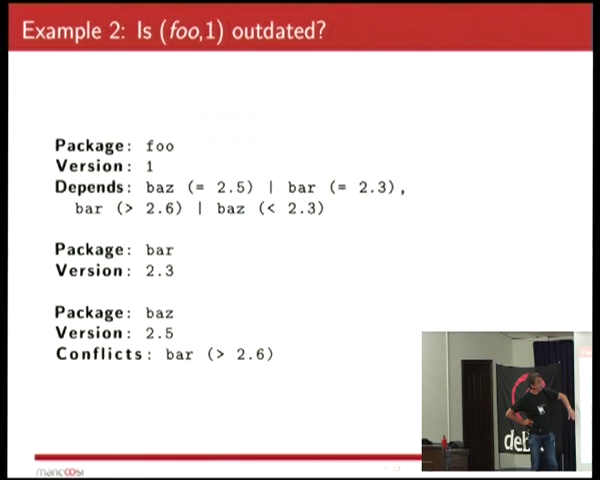 Example 2: Is (foo,1) outdated?
Package: foo
Version: 1
Depends: baz (= 2.5) | bar (= 2.3),
bar (> 2.6) | baz (< 2.3)
Package: bar
Version: 2.3
Package: baz
Version: 2.5
Conflicts: bar (> 2.6)
mancoosi
deb